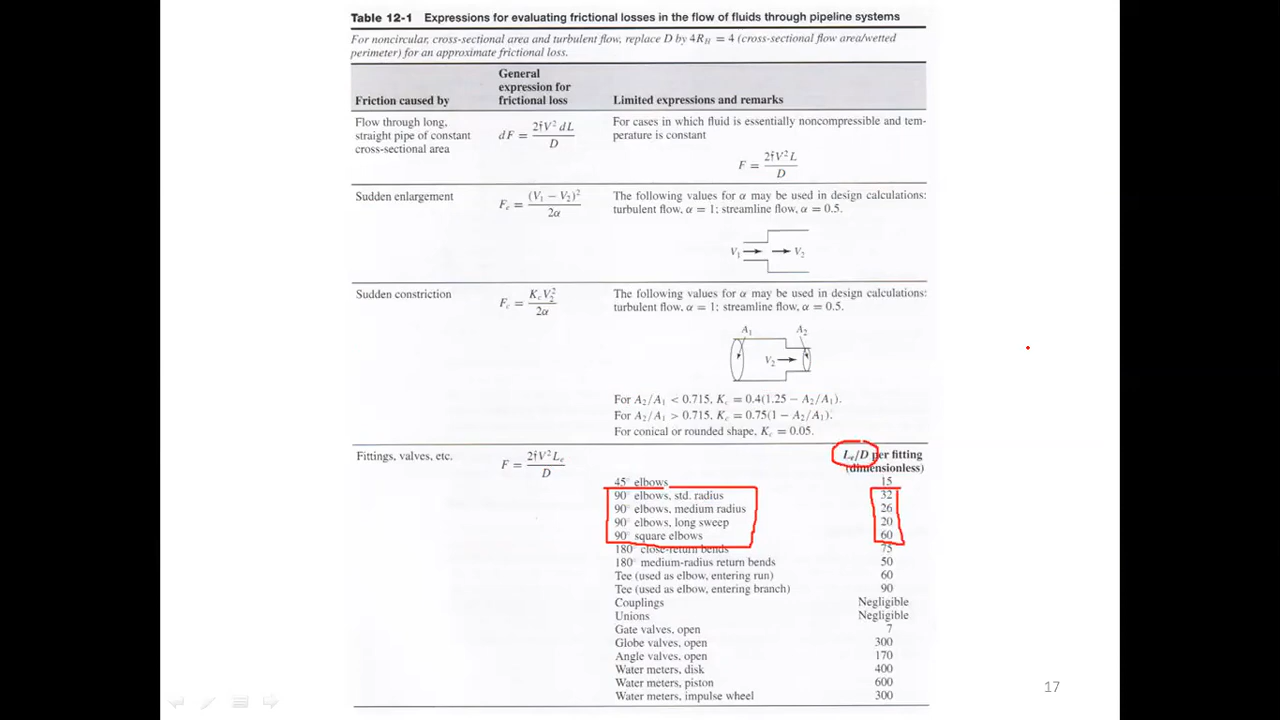 Table 12-1 Expressions for evaluating frictional losses in the flow of fluids through pipeline systems
For noncircular, cross-sectional area and turbulent flow, replace D by 4R_H = 4 (cross-sectional flow area/wetted
perimeter) for an approximate frictional loss.
Friction caused by
General
expression for
frictional loss
Limited expressions and remarks
Flow through long,
straight pipe of constant
cross-sectional area
dF = 2fV² dL / D
For cases in which fluid is essentially noncompressible and tem-
perature is constant
F = 2fV²L / D
Sudden enlargement
F_e = (V₁ − V₂)² / 2α
The following values for α may be used in design calculations:
turbulent flow, α = 1; streamline flow, α = 0.5.
V₁ V₂
Sudden constriction
F_c = K_c V₂² / 2α
The following values for α may be used in design calculations:
turbulent flow, α = 1; streamline flow, α = 0.5.
A₁ A₂
V₂
For A₂/A₁ < 0.715, K_c = 0.4(1.25 − A₂/A₁).
For A₂/A₁ > 0.715, K_c = 0.75(1 − A₂/A₁).
For conical or rounded shape, K_c = 0.05.
Fittings, valves, etc.
F = 2fV²L_e / D
L_e/D per fitting
(dimensionless)
45° elbows 15
90° elbows, std. radius 32
90° elbows, medium radius 26
90° elbows, long sweep 20
90° square elbows 60
180° close-return bends 75
180° medium-radius return bends 50
Tee (used as elbow, entering run) 60
Tee (used as elbow, entering branch) 90
Couplings Negligible
Unions Negligible
Gate valves, open 7
Globe valves, open 300
Angle valves, open 170
Water meters, disk 400
Water meters, piston 600
Water meters, impulse wheel 300
17